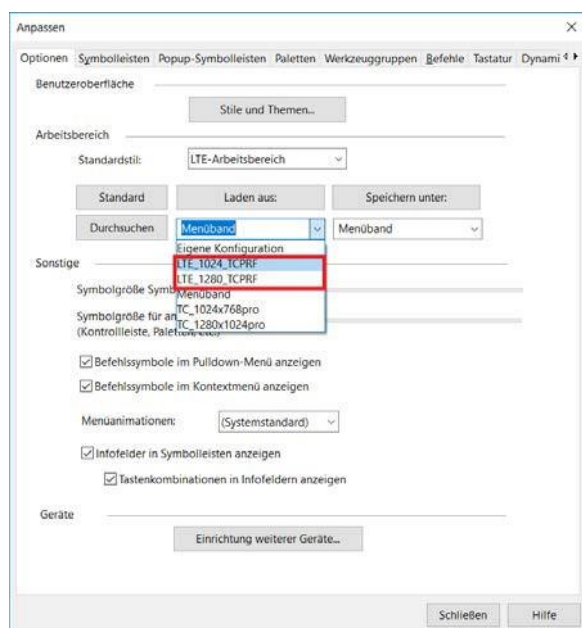 Anpassen
Optionen Symbolleisten Popup-Symbolleisten Paletten Werkzeuggruppen Befehle Tastatur Dynami
Benutzeroberfläche
Stile und Themen...
Arbeitsbereich
Standardstil: LTE-Arbeitsbereich
Standard Laden aus: Speichern unter:
Durchsuchen Menüband Menüband
Eigene Konfiguration
Sonstige LTE_1024_TCPRF
LTE_1280_TCPRF
Symbolgröße Symb Menüband
TC_1024x768pro
Symbolgröße für an
(Kontrollleiste, Palet TC_1280x1024pro
Befehlssymbole im Pulldown-Menü anzeigen
Befehlssymbole im Kontextmenü anzeigen
Menüanimationen: (Systemstandard)
Infofelder in Symbolleisten anzeigen
Tastenkombinationen in Infofeldern anzeigen
Geräte
Einrichtung weiterer Geräte...
Schließen Hilfe